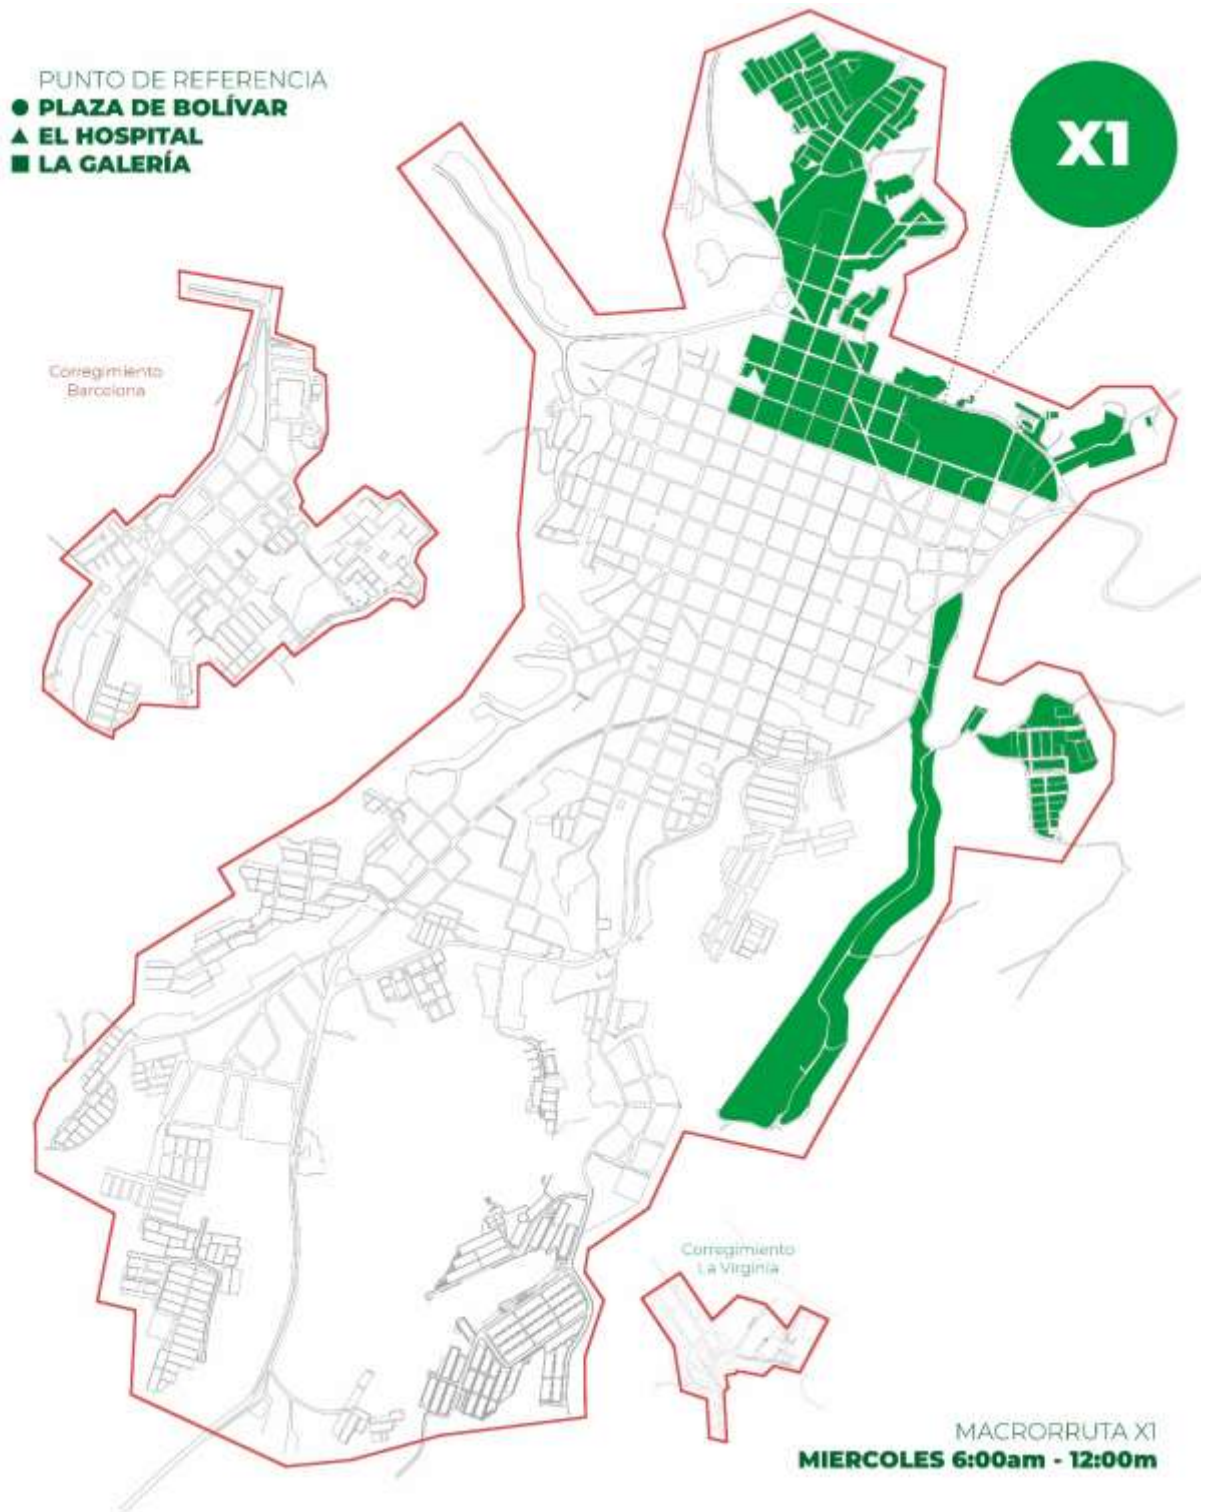 PUNTO DE REFERENCIA
● PLAZA DE BOLÍVAR
▲ EL HOSPITAL
■ LA GALERÍA
X1
Corregimiento
Barcelona
Corregimiento
La Virginia
MACRORRUTA X1
MIERCOLES 6:00am - 12:00m